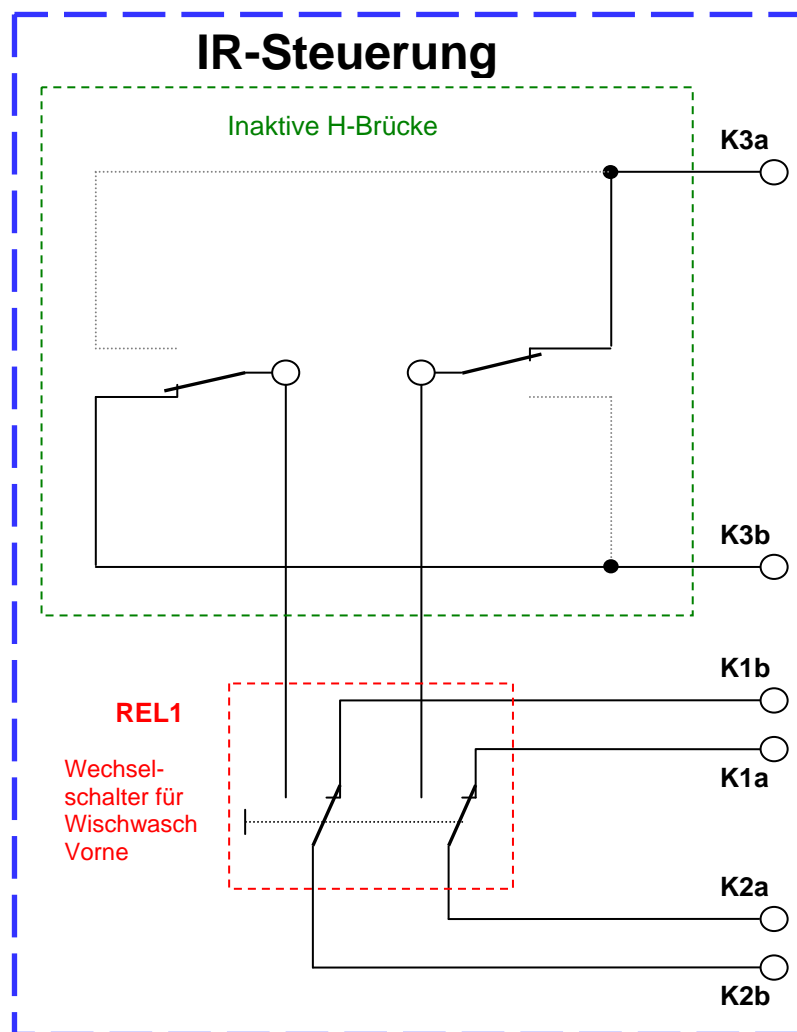 IR-Steuerung
Inaktive H-Brücke
K3a
K3b
K1b
REL1
K1a
Wechsel-
schalter für
Wischwasch
Vorne
K2a
K2b